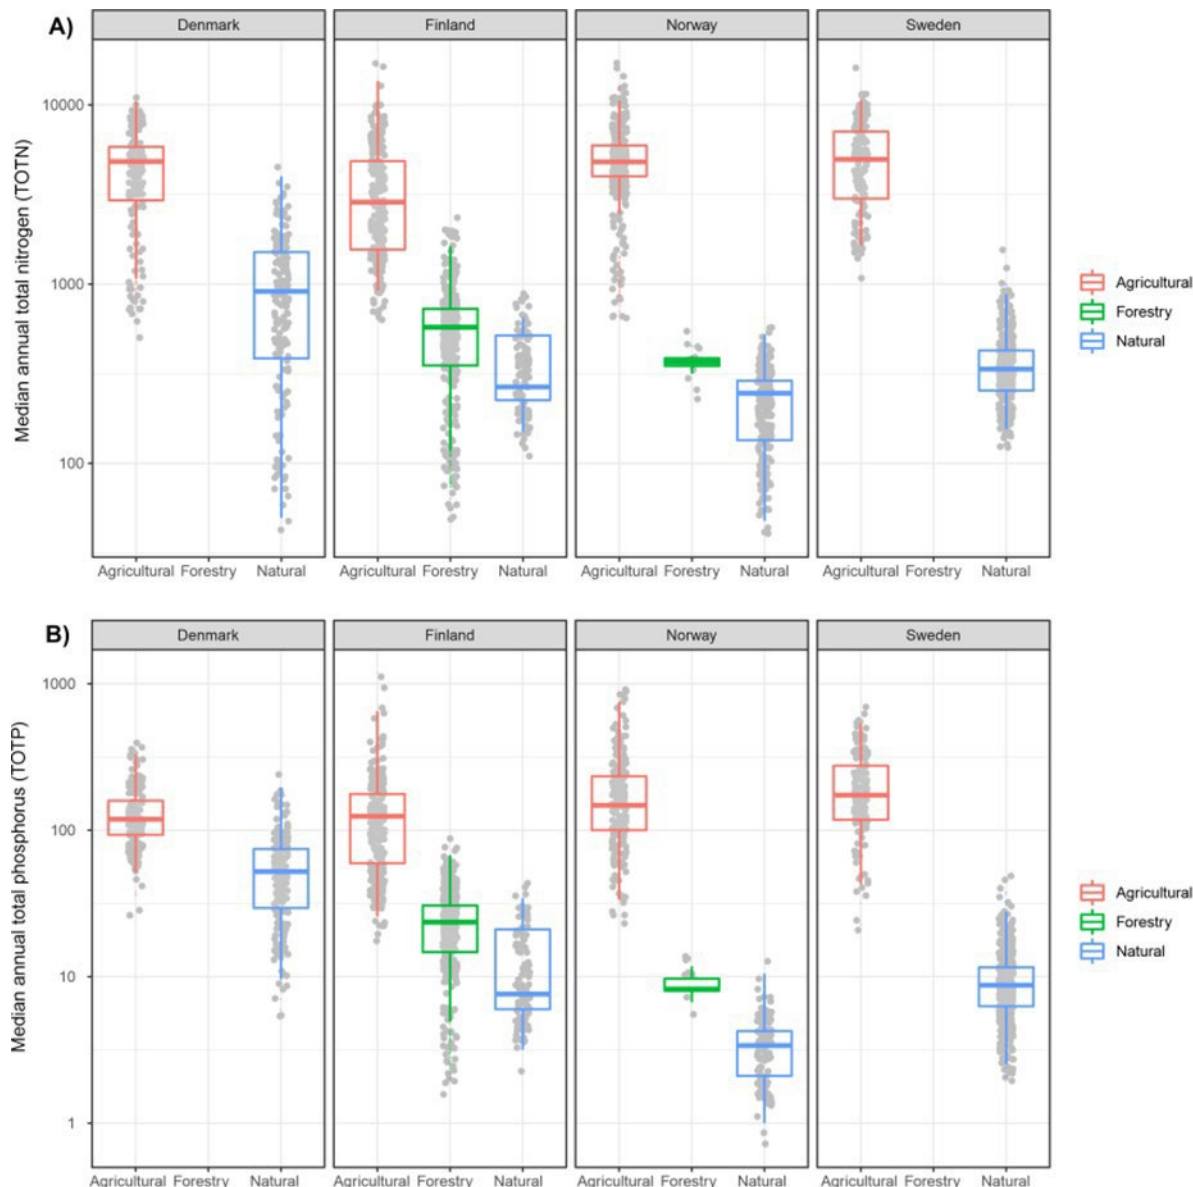 A)
Denmark Finland Norway Sweden
Median annual total nitrogen (TOTN)
10000
1000
100
Agricultural Forestry Natural Agricultural Forestry Natural Agricultural Forestry Natural Agricultural Forestry Natural
Agricultural
Forestry
Natural
B)
Denmark Finland Norway Sweden
Median annual total phosphorus (TOTP)
1000
100
10
1
Agricultural Forestry Natural Agricultural Forestry Natural Agricultural Forestry Natural Agricultural Forestry Natural
Agricultural
Forestry
Natural